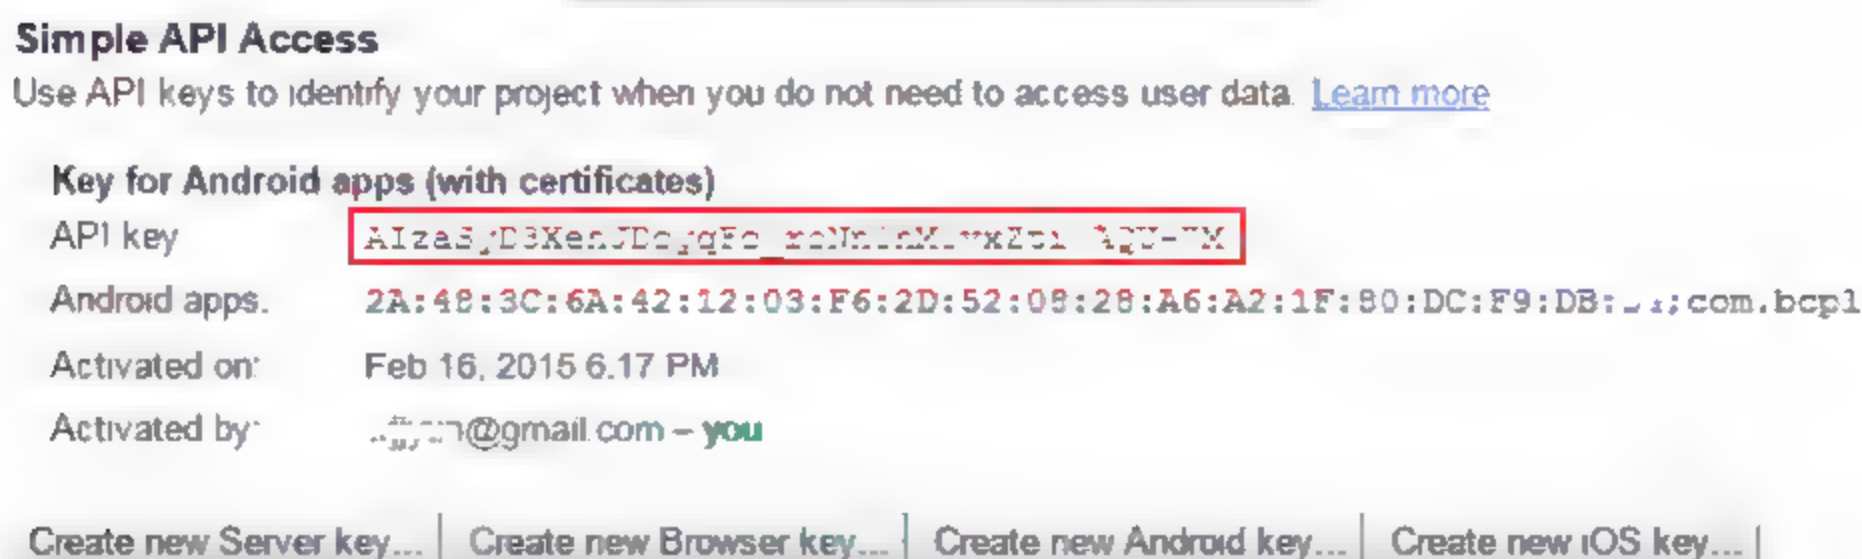 Simple API Access
Use API keys to identify your project when you do not need to access user data. Learn more
Key for Android apps (with certificates)
API key
Android apps:
Activated on: Feb 16, 2015 6:17 PM
Activated by: @gmail.com – you
Create new Server key... Create new Browser key... Create new Android key... Create new iOS key...